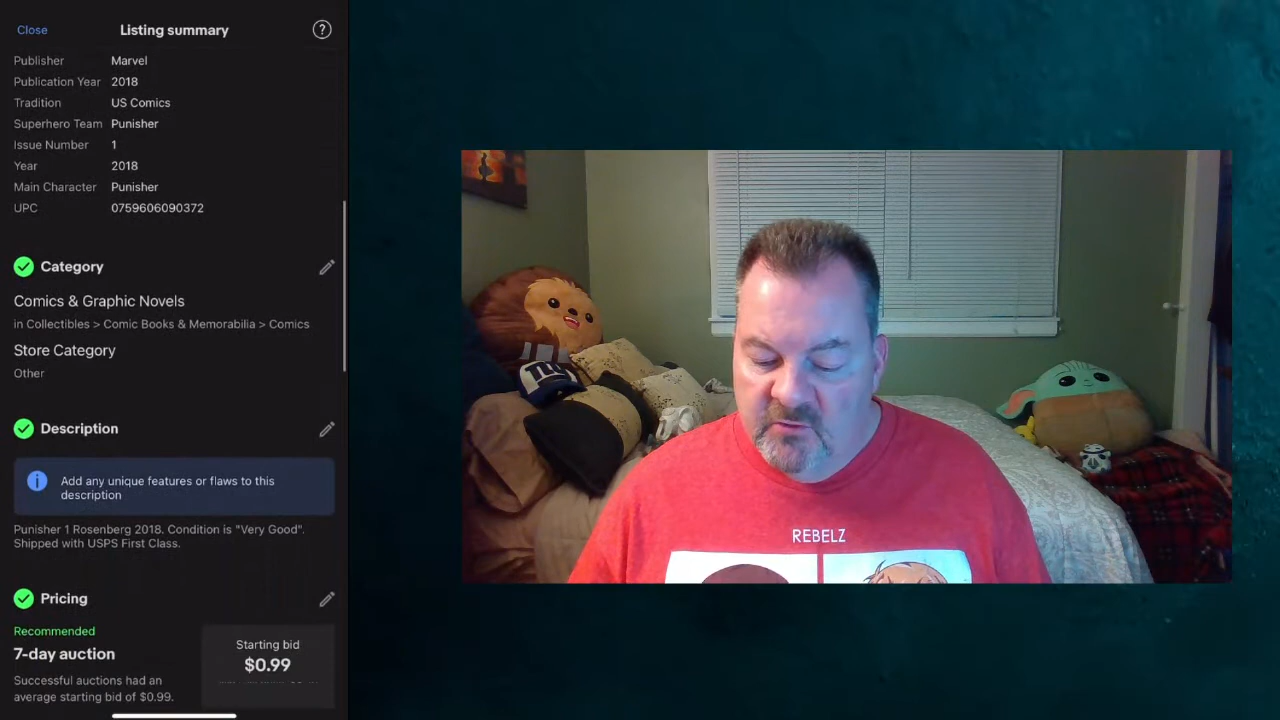 Close
Listing summary
?
Publisher Marvel
Publication Year 2018
Tradition US Comics
Superhero Team Punisher
Issue Number 1
Year 2018
Main Character Punisher
UPC 0759606090372
Category
Comics & Graphic Novels
in Collectibles > Comic Books & Memorabilia > Comics
Store Category
Other
Description
Add any unique features or flaws to this
description
Punisher 1 Rosenberg 2018. Condition is "Very Good".
Shipped with USPS First Class.
Pricing
Recommended
7-day auction
Successful auctions had an
average starting bid of $0.99.
Starting bid
$0.99
REBELZ